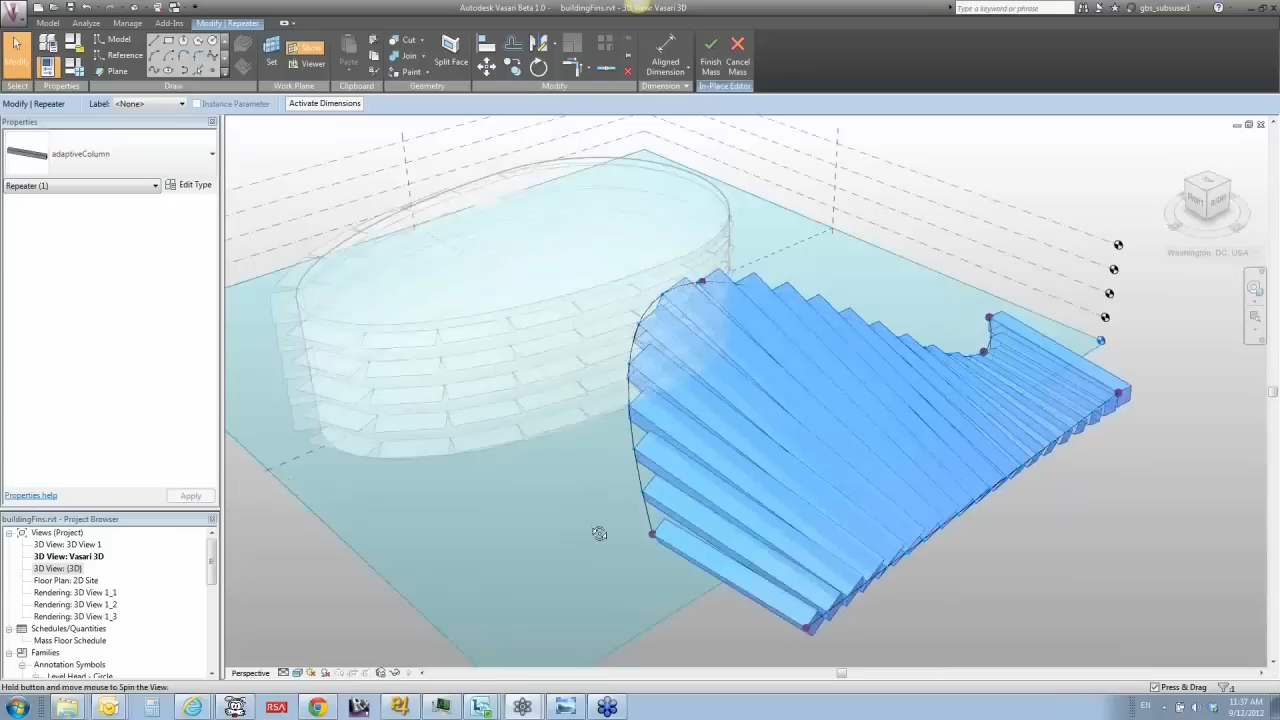 Autodesk Vasari Beta 1.0 - buildingFins.rvt - 3D View: Vasari 3D
Type a keyword or phrase
gbs_subsuser1
Model Analyze Manage Add-Ins Modify | Repeater
Modify
Model
Reference
Plane
Set
Show
Viewer
Paste
Cut
Join
Paint
Split Face
Aligned Dimension
Finish Mass
Cancel Mass
Select Properties Draw Work Plane Clipboard Geometry Modify Dimension In-Place Editor
Modify | Repeater Label: <None> Instance Parameter Activate Dimensions
Properties
adaptiveColumn
Repeater (1) Edit Type
FRONT RIGHT
Washington, DC, USA
Properties help Apply
buildingFins.rvt - Project Browser
Views (Project)
3D View: 3D View 1
3D View: Vasari 3D
3D View: {3D}
Floor Plan: 2D Site
Rendering: 3D View 1_1
Rendering: 3D View 1_2
Rendering: 3D View 1_3
Schedules/Quantities
Mass Floor Schedule
Families
Annotation Symbols
Level Head - Circle
Perspective
Hold button and move mouse to Spin the View:
Press & Drag :1
RSA
EN
11:37 AM
9/12/2012